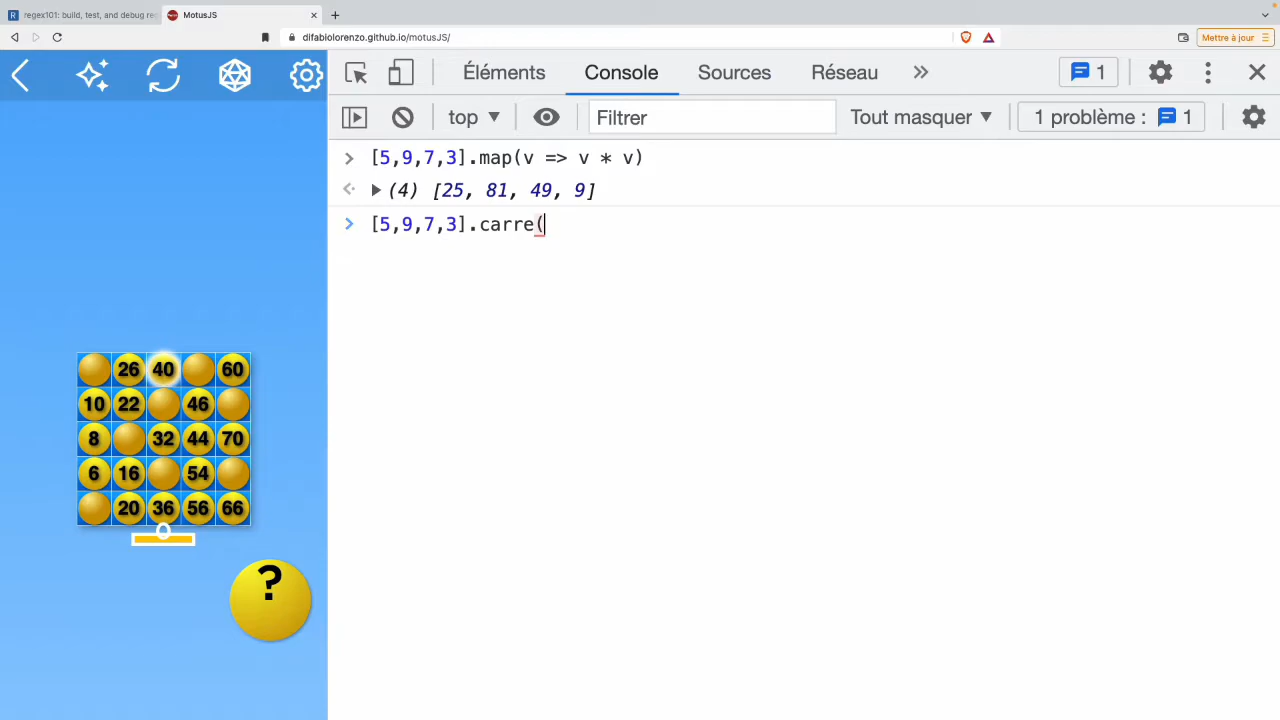 regex101: build, test, and debug re
MotusJS
difabiolorenzo.github.io/motusJS/
Mettre à jour
Éléments
Console
Sources
Réseau
1
top
Filtrer
Tout masquer
1 problème : 1
[5,9,7,3].map(v => v * v)
(4) [25, 81, 49, 9]
[5,9,7,3].carre(
26 40 60
10 22 46
8 32 44 70
6 16 54
20 36 56 66
0
?